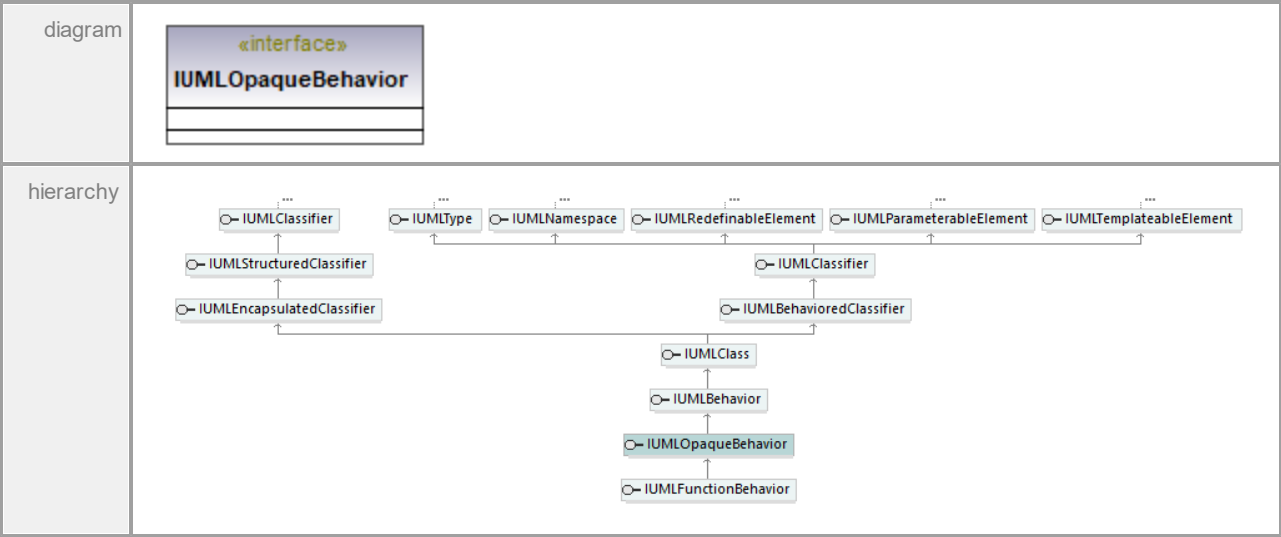 diagram
«interface»
IUMLOpaqueBehavior
hierarchy
... ... ... ... ... ...
IUMLClassifier IUMLType IUMLNamespace IUMLRedefinableElement IUMLParameterableElement IUMLTemplateableElement
IUMLStructuredClassifier IUMLClassifier
IUMLEncapsulatedClassifier IUMLBehavioredClassifier
IUMLClass
IUMLBehavior
IUMLOpaqueBehavior
IUMLFunctionBehavior